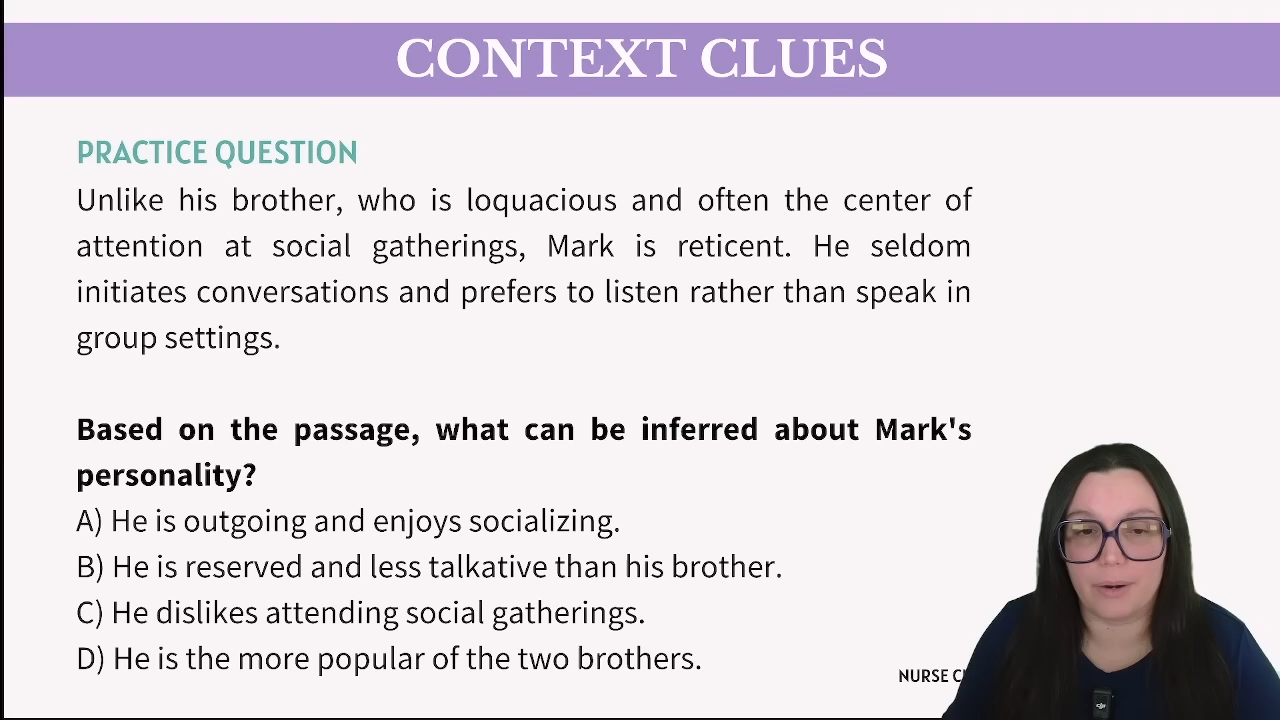 CONTEXT CLUES
PRACTICE QUESTION
Unlike his brother, who is loquacious and often the center of
attention at social gatherings, Mark is reticent. He seldom
initiates conversations and prefers to listen rather than speak in
group settings.
Based on the passage, what can be inferred about Mark's
personality?
A) He is outgoing and enjoys socializing.
B) He is reserved and less talkative than his brother.
C) He dislikes attending social gatherings.
D) He is the more popular of the two brothers.
NURSE